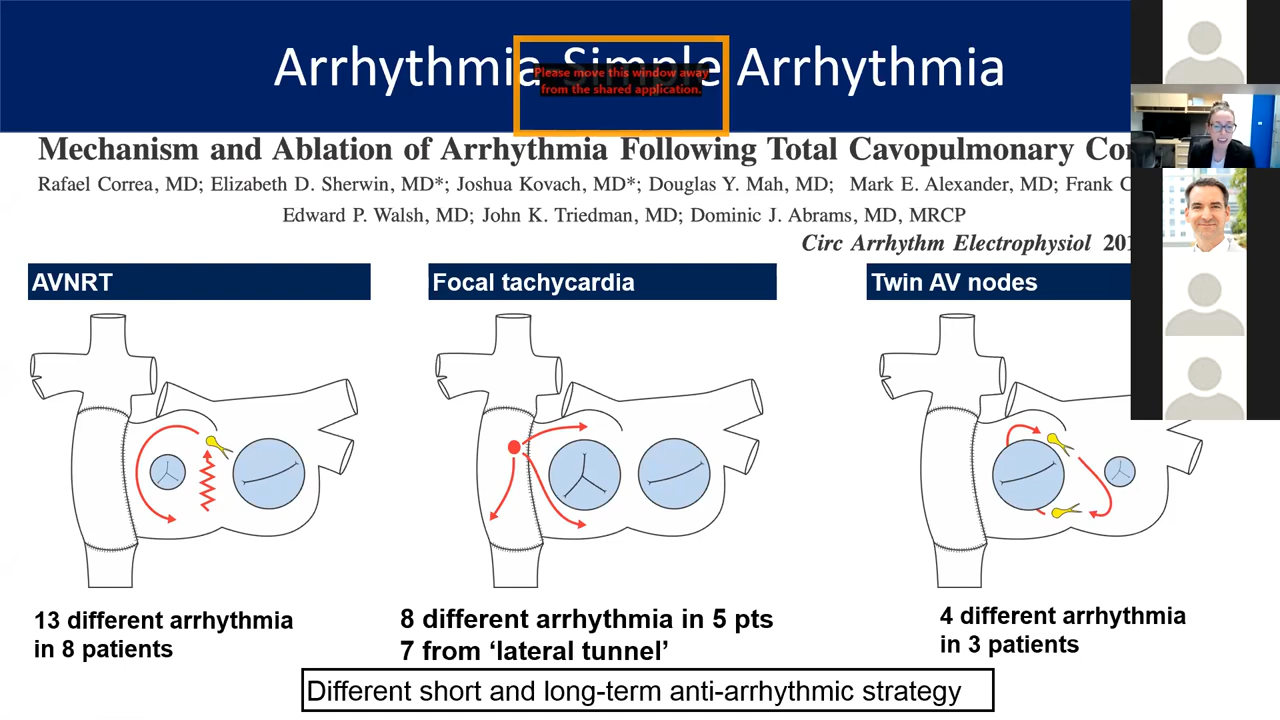 Arrhythmia Simple Arrhythmia
Please move this window away
from the shared application.
Mechanism and Ablation of Arrhythmia Following Total Cavopulmonary
Rafael Correa, MD; Elizabeth D. Sherwin, MD*; Joshua Kovach, MD*; Douglas Y. Mah, MD; Mark E. Alexander, MD; Frank
Edward P. Walsh, MD; John K. Triedman, MD; Dominic J. Abrams, MD, MRCP
Circ Arrhythm Electrophysiol
AVNRT
Focal tachycardia
Twin AV nodes
13 different arrhythmia
in 8 patients
8 different arrhythmia in 5 pts
7 from ‘lateral tunnel’
4 different arrhythmia
in 3 patients
Different short and long-term anti-arrhythmic strategy